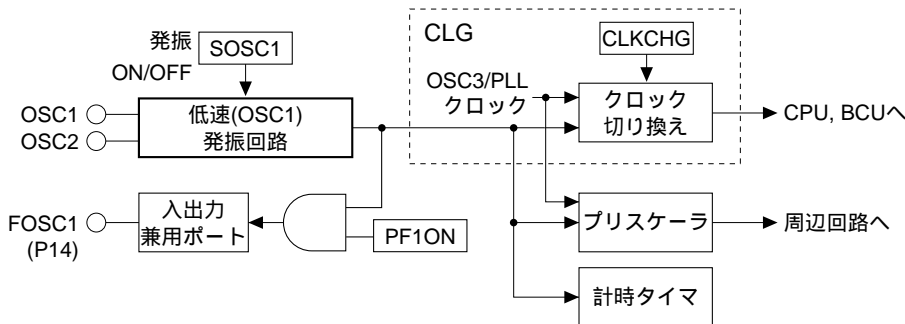 発振
ON/OFF
SOSC1
OSC1
OSC2
低速(OSC1)
発振回路
CLG
CLKCHG
OSC3/PLL
クロック
クロック
切り換え
CPU, BCUへ
FOSC1
(P14)
入出力
兼用ポート
PF1ON
プリスケーラ
周辺回路へ
計時タイマ